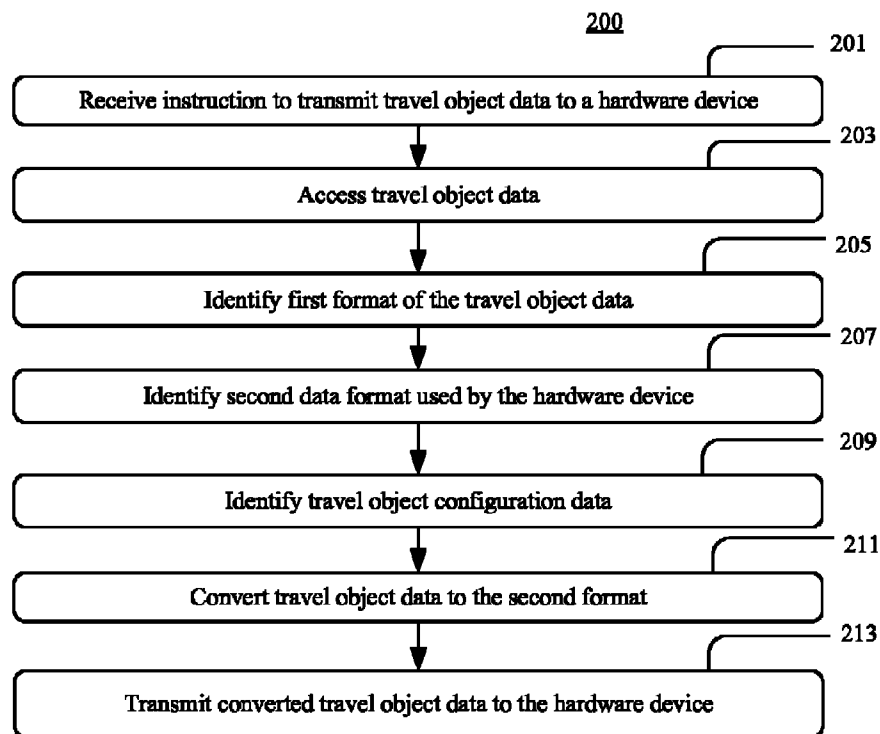 200
201
Receive instruction to transmit travel object data to a hardware device
203
Access travel object data
205
Identify first format of the travel object data
207
Identify second data format used by the hardware device
209
Identify travel object configuration data
211
Convert travel object data to the second format
213
Transmit converted travel object data to the hardware device